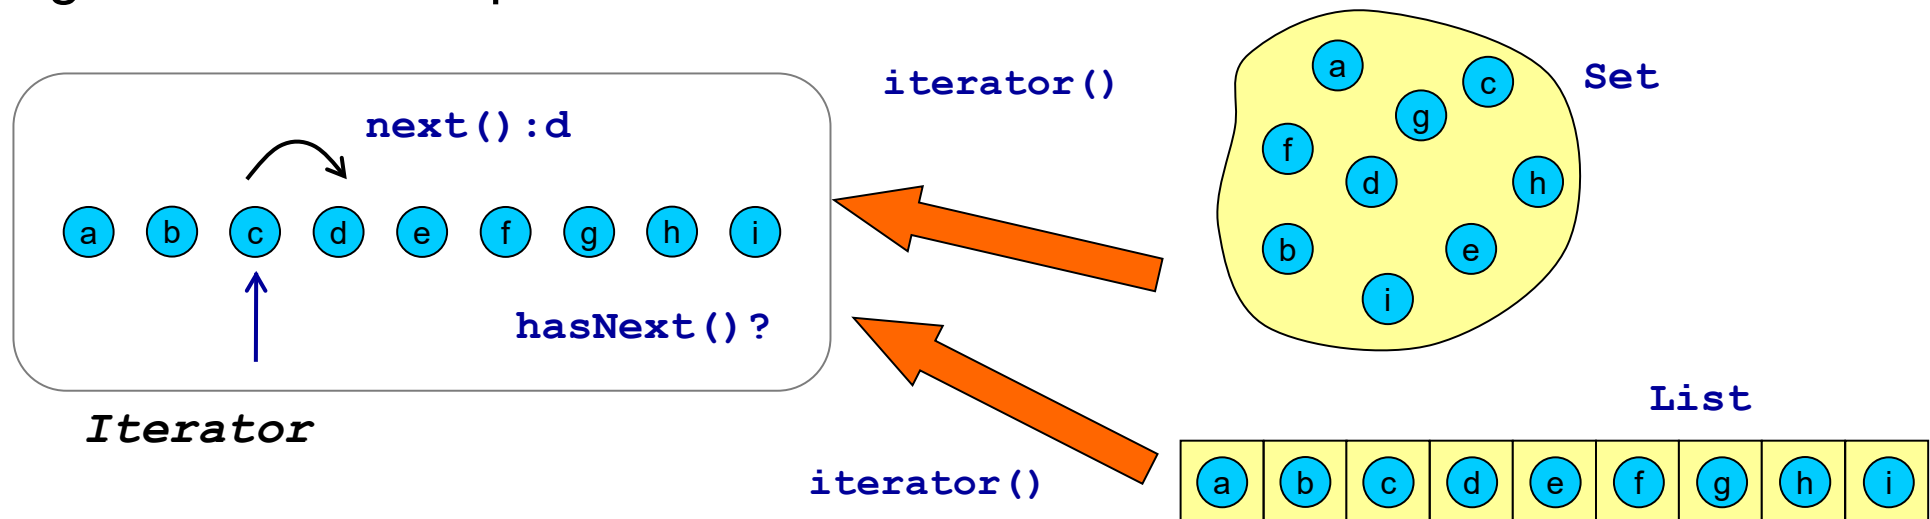 next():d
a b c d e f g h i
hasNext()?
Iterator
iterator()
iterator()
Set
a
c
g
f
d
h
b
e
i
List
a b c d e f g h i